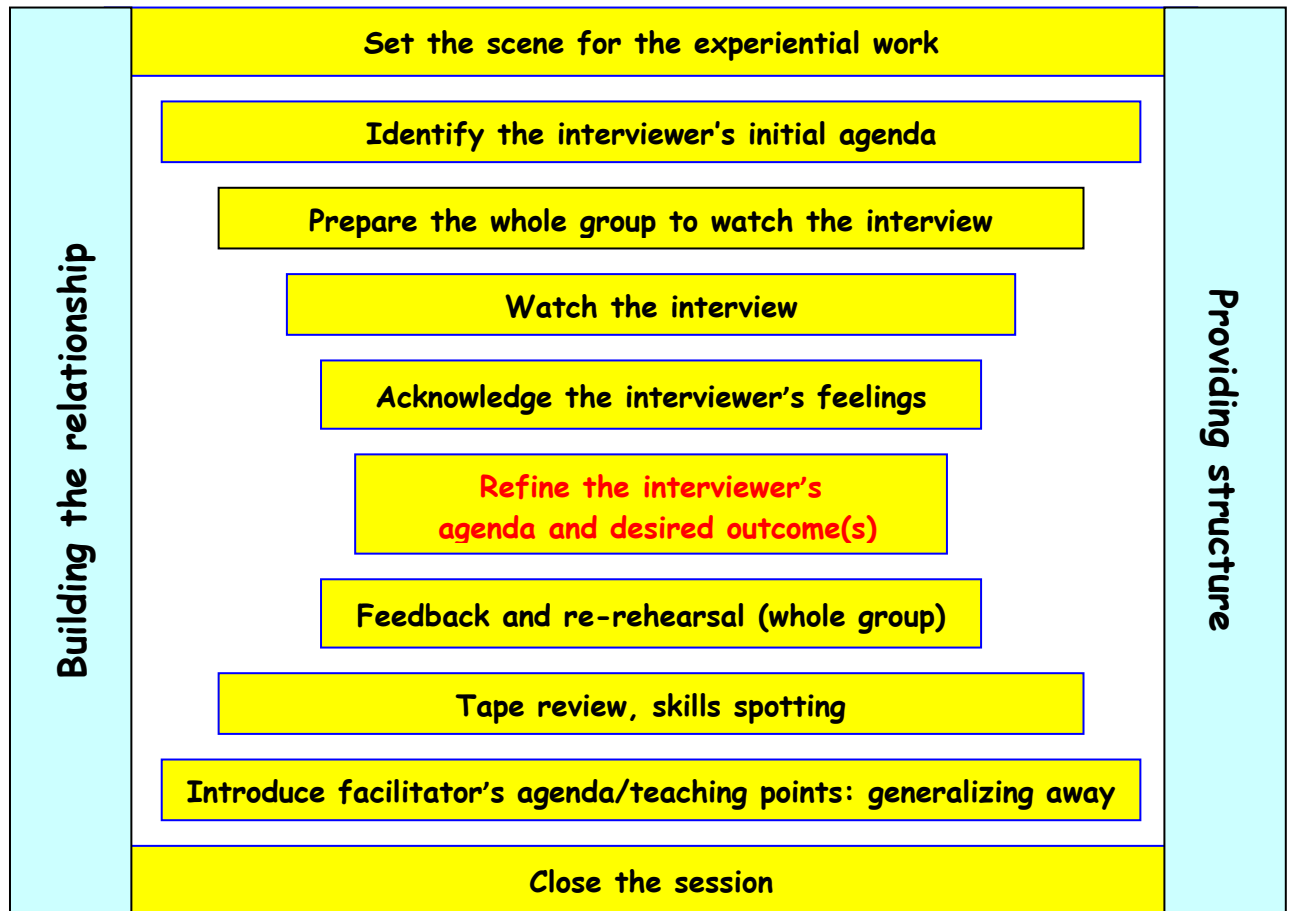 Set the scene for the experiential work
Identify the interviewer's initial agenda
Prepare the whole group to watch the interview
Watch the interview
Acknowledge the interviewer's feelings
Refine the interviewer's
agenda and desired outcome(s)
Feedback and re-rehearsal (whole group)
Tape review, skills spotting
Introduce facilitator's agenda/teaching points: generalizing away
Close the session
Building the relationship
Providing structure